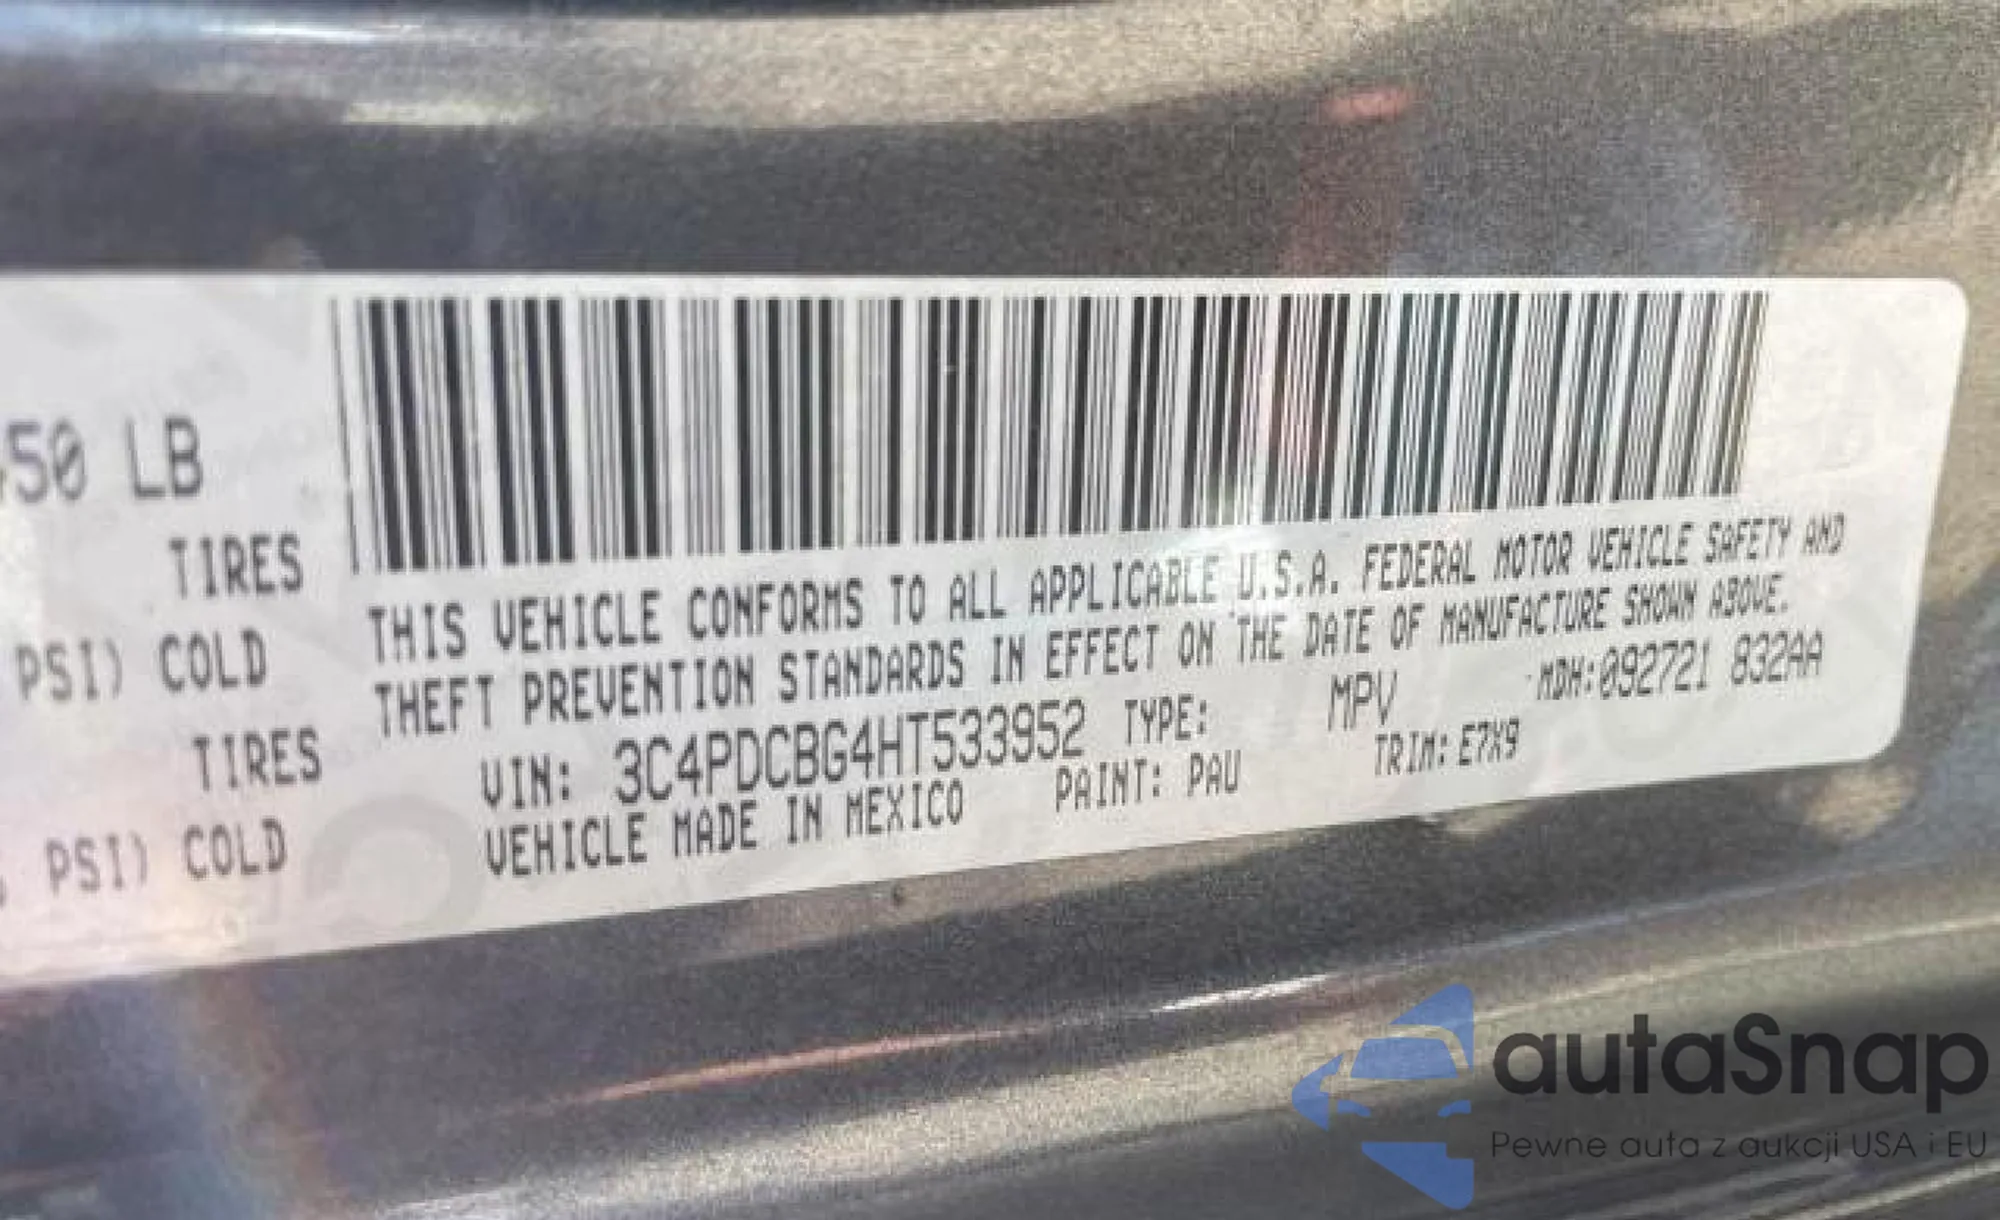 50 LB
TIRES
PSI) COLD
TIRES
PSI) COLD
THIS VEHICLE CONFORMS TO ALL APPLICABLE U.S.A. FEDERAL MOTOR VEHICLE SAFETY AND
THEFT PREVENTION STANDARDS IN EFFECT ON THE DATE OF MANUFACTURE SHOWN ABOVE.
VIN: 3C4PDCBG4HT533952 TYPE: MPV MDH:092721 832AA
VEHICLE MADE IN MEXICO PAINT: PAU TRIM: E7X9
autaSnap
Pewne auta z aukcji USA i EU